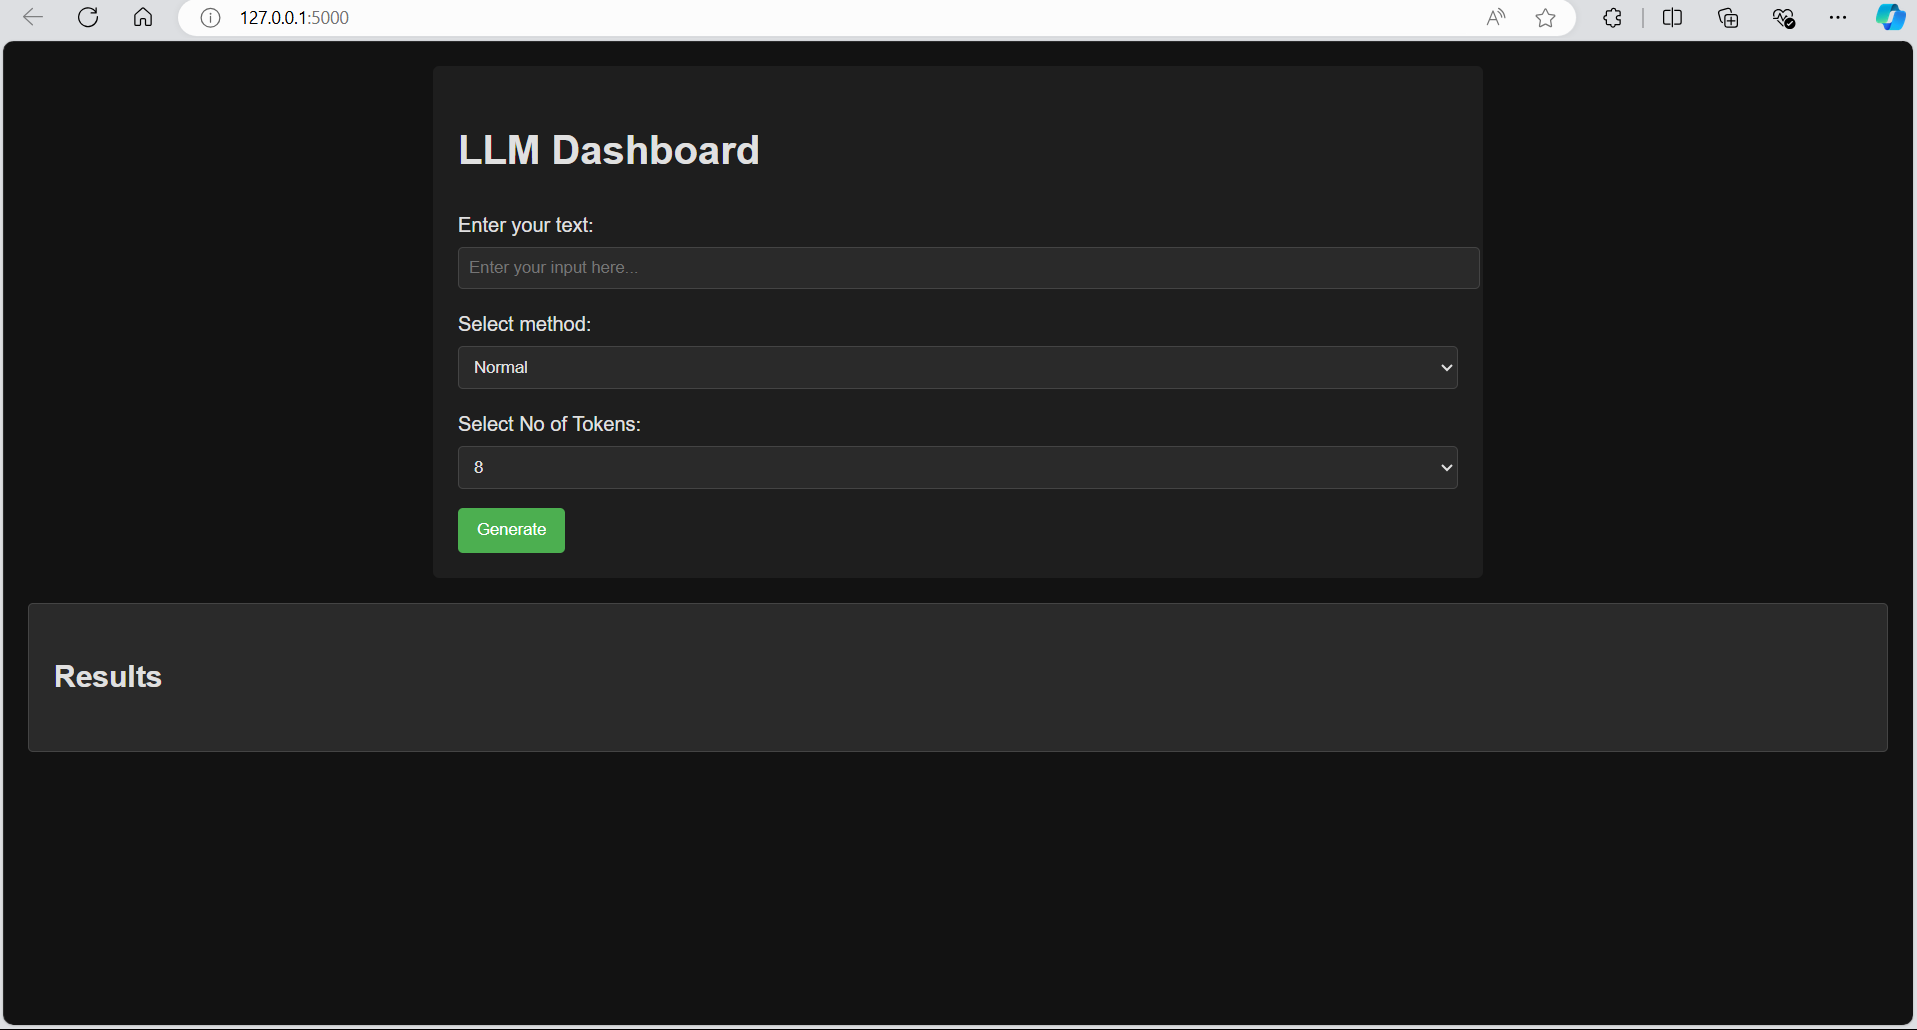 127.0.0.1:5000
LLM Dashboard
Enter your text:
Enter your input here...
Select method:
Normal
Select No of Tokens:
8
Generate
Results